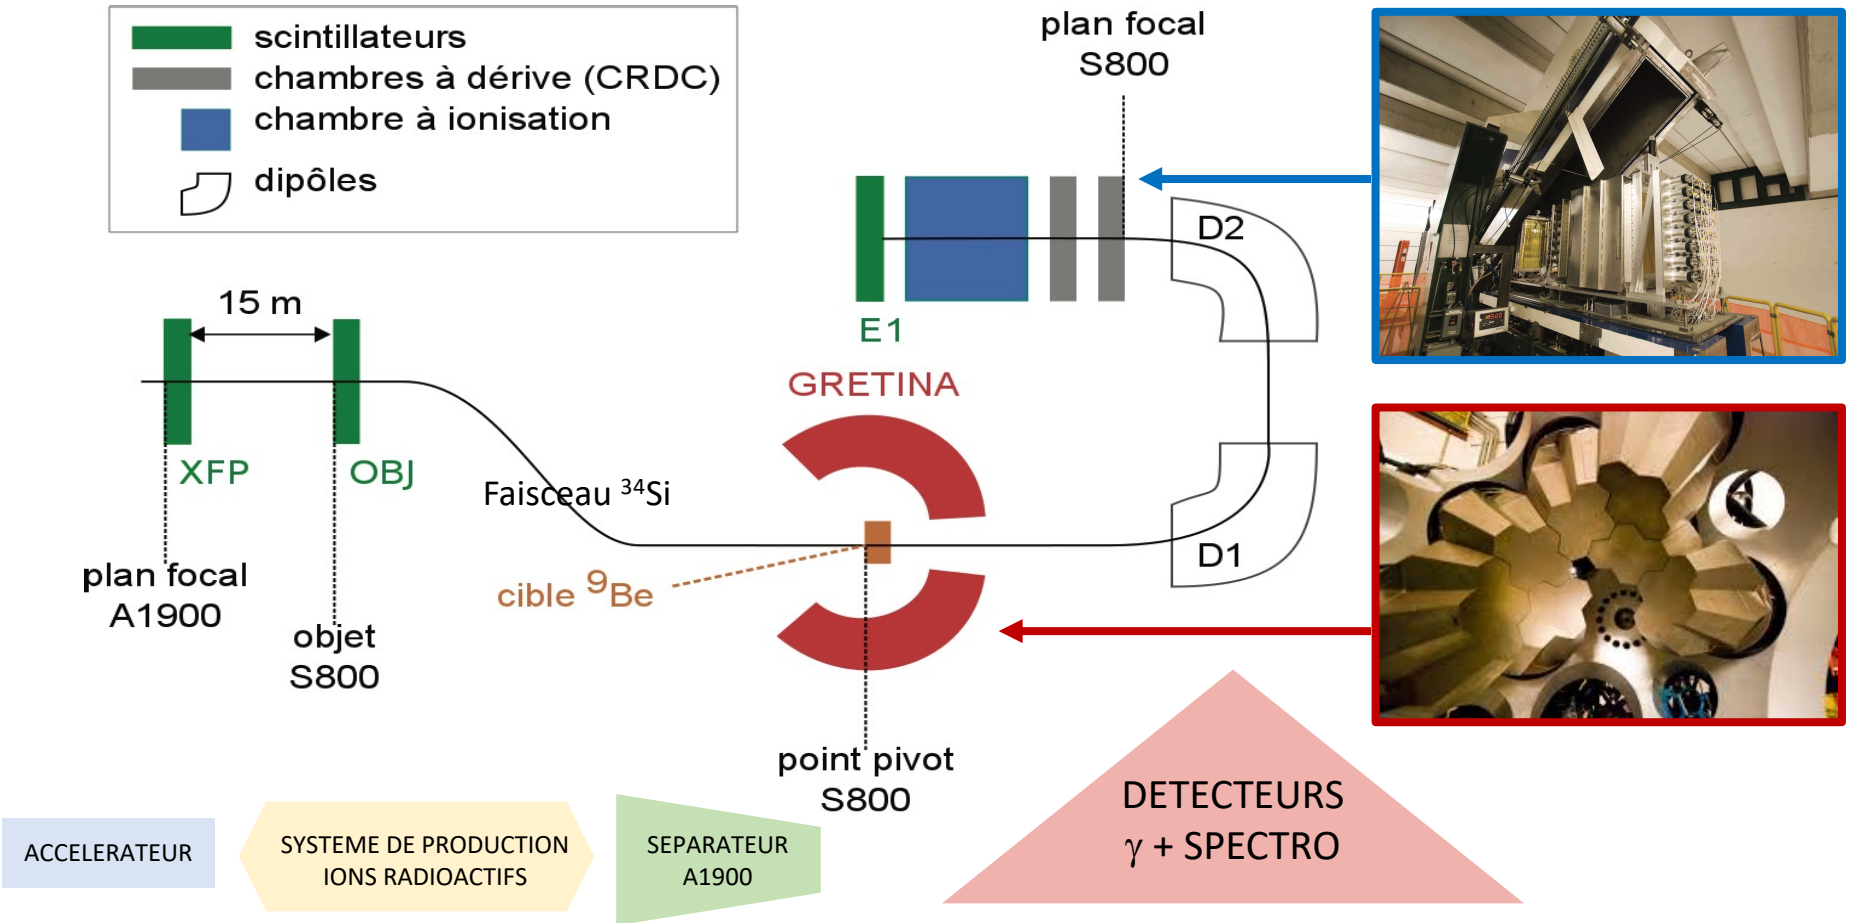 scintillateurs
chambres à dérive (CRDC)
chambre à ionisation
dipôles
plan focal
S800
D2
E1
15 m
XFP
OBJ
GRETINA
Faisceau ³⁴Si
cible ⁹Be
D1
plan focal
A1900
objet
S800
point pivot
S800
ACCELERATEUR
SYSTEME DE PRODUCTION
IONS RADIOACTIFS
SEPARATEUR
A1900
DETECTEURS
γ + SPECTRO